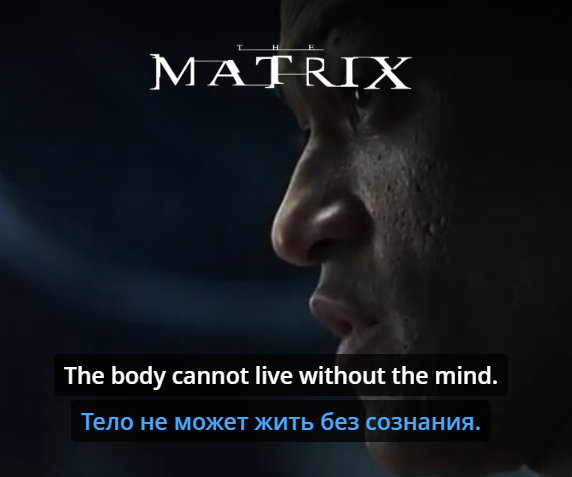 THE
MATRIX
The body cannot live without the mind.
Тело не может жить без сознания.